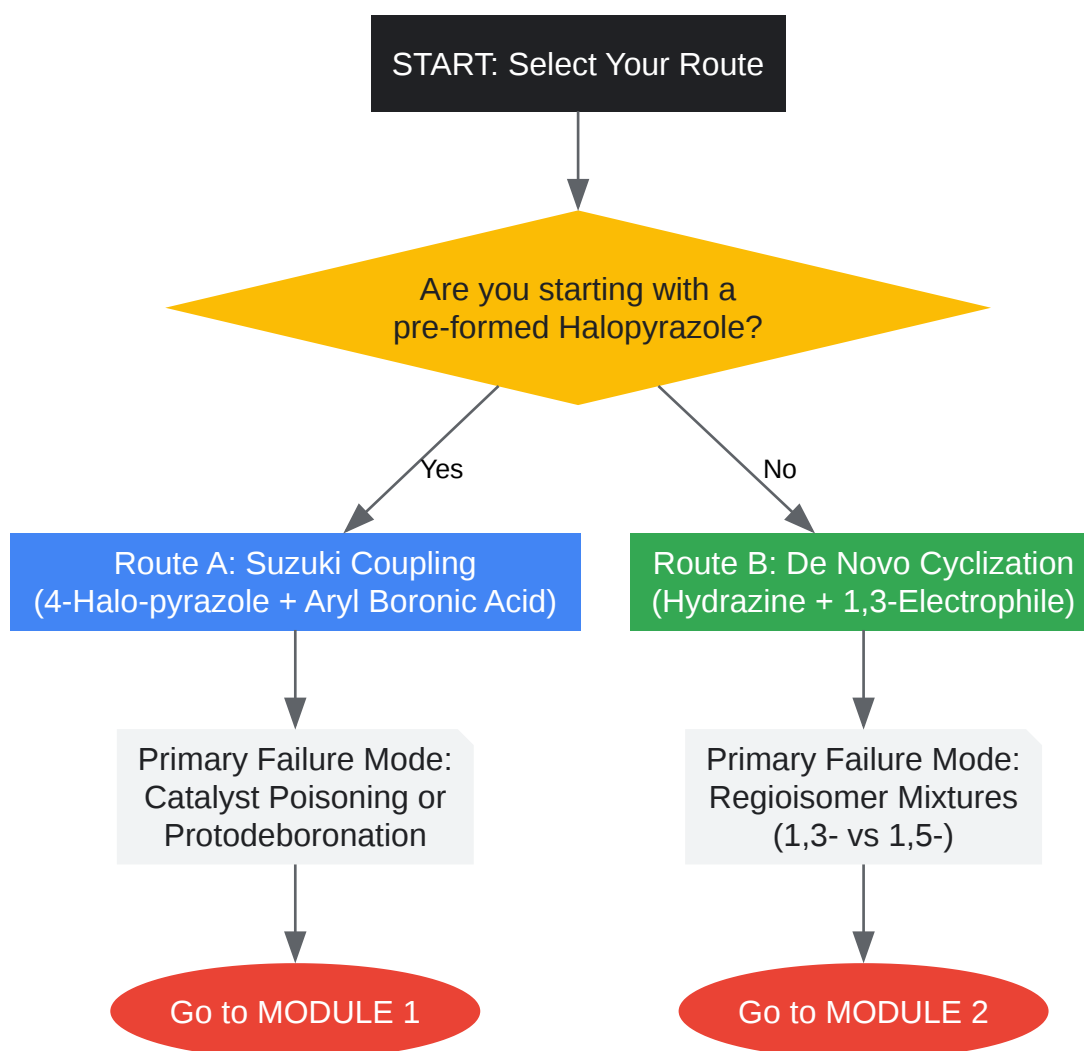 START: Select Your Route
Are you starting with a
pre-formed Halopyrazole?
Yes
No
Route A: Suzuki Coupling
(4-Halo-pyrazole + Aryl Boronic Acid)
Route B: De Novo Cyclization
(Hydrazine + 1,3-Electrophile)
Primary Failure Mode:
Catalyst Poisoning or
Protodeboronation
Primary Failure Mode:
Regioisomer Mixtures
(1,3- vs 1,5-)
Go to MODULE 1
Go to MODULE 2